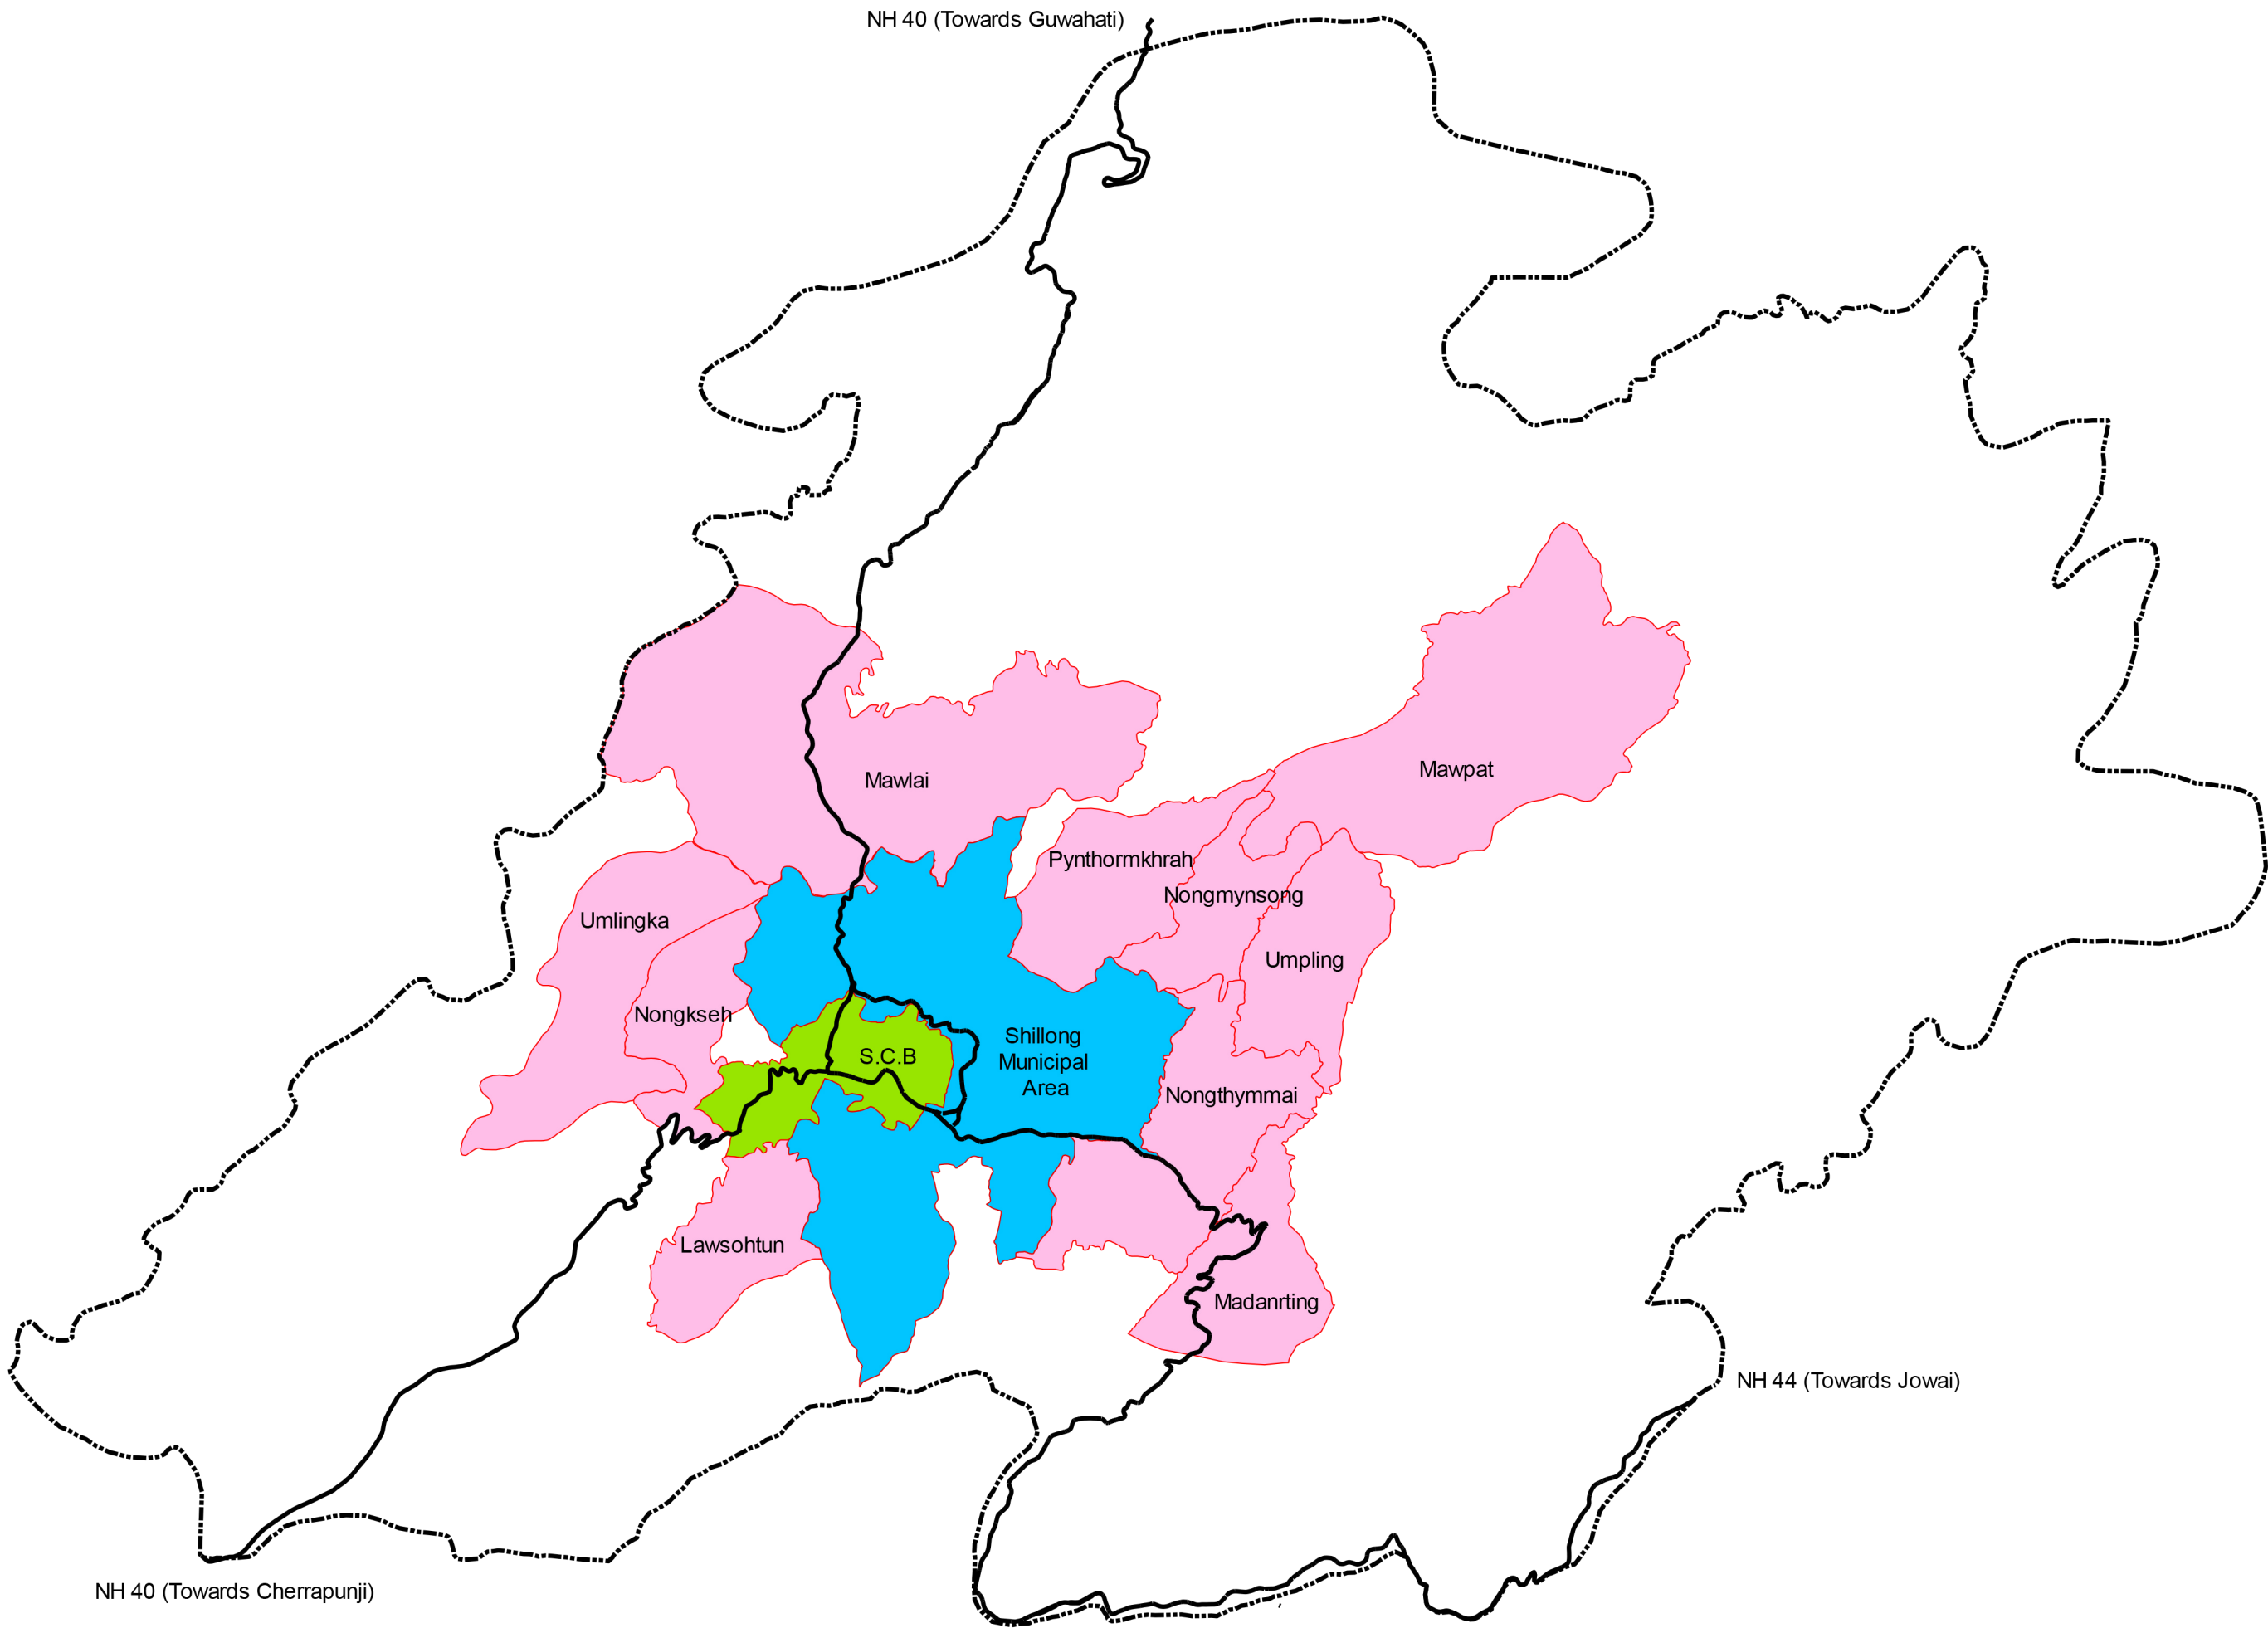 NH 40 (Towards Guwahati)
Mawlai
Mawpat
Pynthormkhrah
Nongmynsong
Umlingka
Umpling
Nongkseh
S.C.B
Shillong
Municipal
Area
Nongthymmai
Lawsohtun
Madanrting
NH 44 (Towards Jowai)
NH 40 (Towards Cherrapunji)